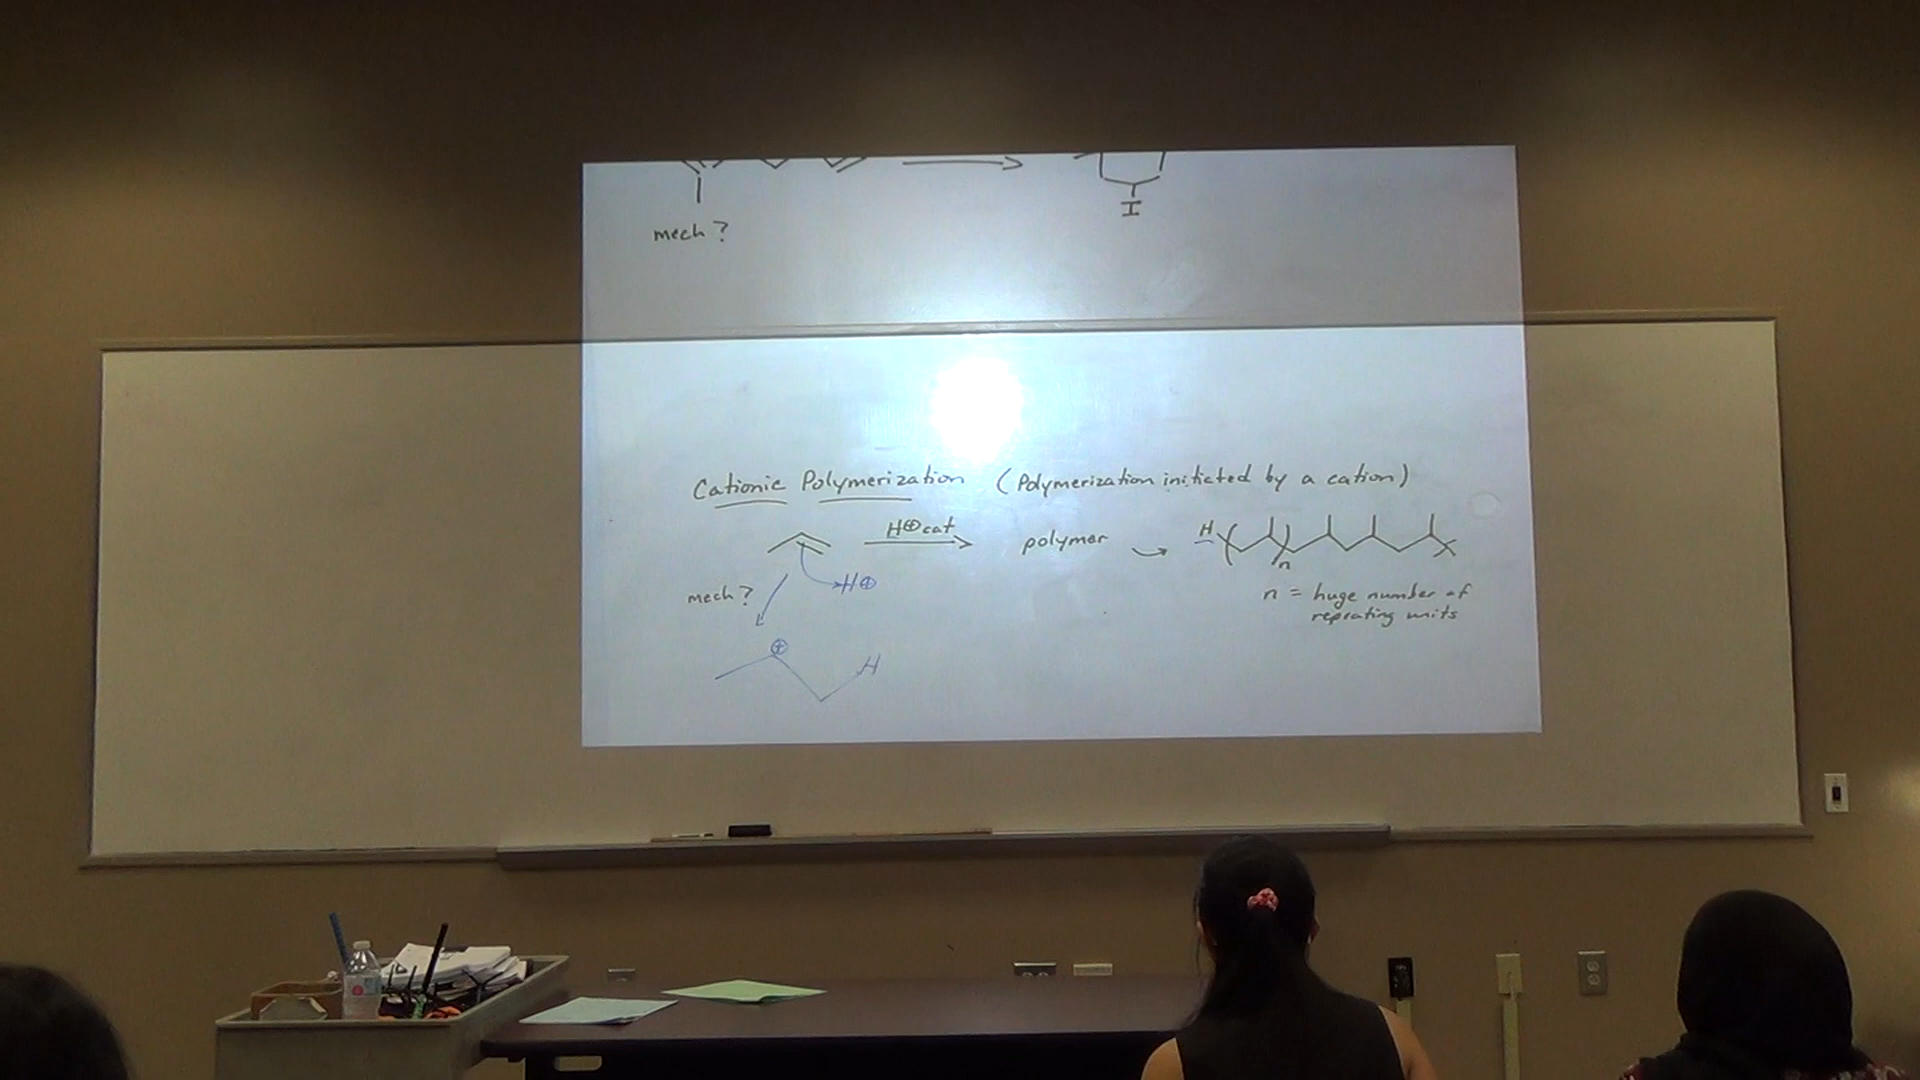 I
mech ?
Cationic Polymerization (Polymerization initiated by a cation)
H⊕ cat
polymer
H
n
mech ?
H⊕
n = huge number of
repeating units
⊕
H